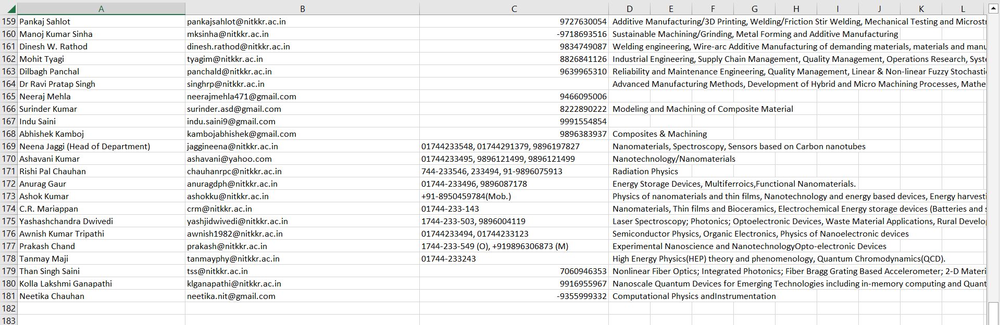 A B C D E F G H I J K L
159 Pankaj Sahlot pankajsahlot@nitkkr.ac.in 9727630054 Additive Manufacturing/3D Printing, Welding/Friction Stir Welding, Mechanical Testing and Microstr
160 Manoj Kumar Sinha mksinha@nitkkr.ac.in -9718693516 Sustainable Machining/Grinding, Metal Forming and Additive Manufacturing
161 Dinesh W. Rathod dinesh.rathod@nitkkr.ac.in 9834749087 Welding engineering, Wire-arc Additive Manufacturing of demanding materials, materials and manu
162 Mohit Tyagi tyagim@nitkkr.ac.in 8826841126 Industrial Engineering, Supply Chain Management, Quality Management, Operations Research, Syste
163 Dilbagh Panchal panchald@nitkkr.ac.in 9639965310 Reliability and Maintenance Engineering, Quality Management, Linear & Non-linear Fuzzy Stochasti
164 Dr Ravi Pratap Singh singhrp@nitkkr.ac.in Advanced Manufacturing Methods, Development of Hybrid and Micro Machining Processes, Mathe
165 Neeraj Mehla neerajmehla471@gmail.com 9466095006
166 Surinder Kumar surinder.asd@gmail.com 8222890222 Modeling and Machining of Composite Material
167 Indu Saini indu.saini9@gmail.com 9991554854
168 Abhishek Kamboj kambojabhishek@gmail.com 9896383937 Composites & Machining
169 Neena Jaggi (Head of Department) jaggineena@nitkkr.ac.in 01744233548, 01744291379, 9896197827 Nanomaterials, Spectroscopy, Sensors based on Carbon nanotubes
170 Ashavani Kumar ashavani@yahoo.com 01744233495, 9896121499, 9896121499 Nanotechnology/Nanomaterials
171 Rishi Pal Chauhan chauhanrpc@nitkkr.ac.in 744-233546, 233494, 91-9896075913 Radiation Physics
172 Anurag Gaur anuragdph@nitkkr.ac.in 01744-233496, 9896087178 Energy Storage Devices, Multiferroics,Functional Nanomaterials.
173 Ashok Kumar ashokku@nitkkr.ac.in +91-8950459784(Mob.) Physics of nanomaterials and thin films, Nanotechnology and energy based devices, Energy harvesti
174 C.R. Mariappan crm@nitkkr.ac.in 01744-233-143 Nanomaterials, Thin films and Bioceramics, Electrochemical Energy storage devices (Batteries and s
175 Yashashchandra Dwivedi yashjidwivedi@nitkkr.ac.in 1744-233-503, 9896004119 Laser Spectroscopy; Photonics; Optoelectronic Devices, Waste Material Applications, Rural Develop
176 Awnish Kumar Tripathi awnish1982@nitkkr.ac.in 01744233494, 01744233123 Semiconductor Physics, Organic Electronics, Physics of Nanoelectronic devices
177 Prakash Chand prakash@nitkkr.ac.in 1744-233-549 (O), +919896306873 (M) Experimental Nanoscience and NanotechnologyOpto-electronic Devices
178 Tanmay Maji tanmayphy@nitkkr.ac.in 01744-233243 High Energy Physics(HEP) theory and phenomenology, Quantum Chromodynamics(QCD).
179 Than Singh Saini tss@nitkkr.ac.in 7060946353 Nonlinear Fiber Optics; Integrated Photonics; Fiber Bragg Grating Based Accelerometer; 2-D Materi
180 Kolla Lakshmi Ganapathi klganapathi@nitkkr.ac.in 9916955967 Nanoscale Quantum Devices for Emerging Technologies including in-memory computing and Quant
181 Neetika Chauhan neetika.nit@gmail.com -9355999332 Computational Physics andInstrumentation
182
183